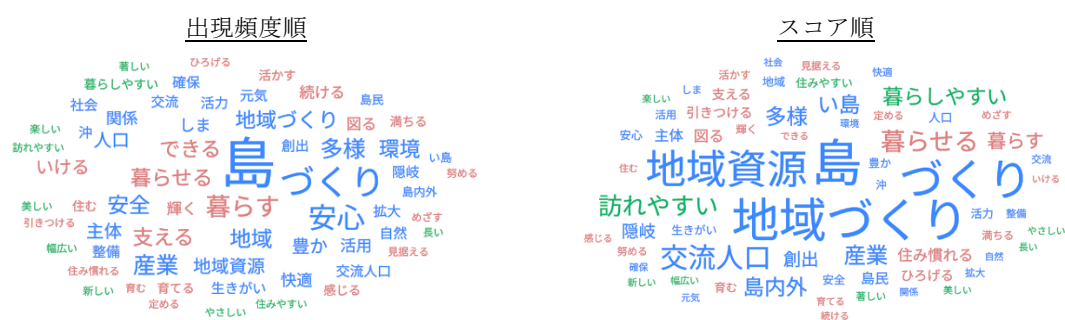 出現頻度順
著しい
ひろげる
暮らしやすい
確保
活かす
社会
交流
活力
元気
続ける
島民
関係
しま
地域づくり
図る
満ちる
楽しい
沖
人口
訪れやすい
できる
島
創出
多様
環境
い島
いける
暮らせる
づくり
隠岐
努める
島内外
美しい
住む
安全
輝く
暮らす
安心
拡大
めざす
引きつける
主体
支える
地域
自然
長い
幅広い
整備
豊か
活用
見据える
住み慣れる
産業
地域資源
快適
交流人口
新しい
育む
育てる
生きがい
感じる
定める
やさしい
住みやすい
スコア順
社会
見据える
活かす
地域
住みやすい
快適
しま
支える
暮らしやすい
楽しい
活用
引きつける
多様
い島
定める
人口
めざす
安心
主体
図る
輝く
できる
環境
暮らせる
暮らす
住む
地域資源
島
豊か
沖
づくり
交流
いける
訪れやすい
地域づくり
活力
整備
隠岐
生きがい
感じる
満ちる
やさしい
長い
努める
交流人口
創出
産業
住み慣れる
自然
確保
新しい
幅広い
育む
島内外
安全
島民
ひろげる
拡大
元気
育てる
著しい
関係
美しい
続ける